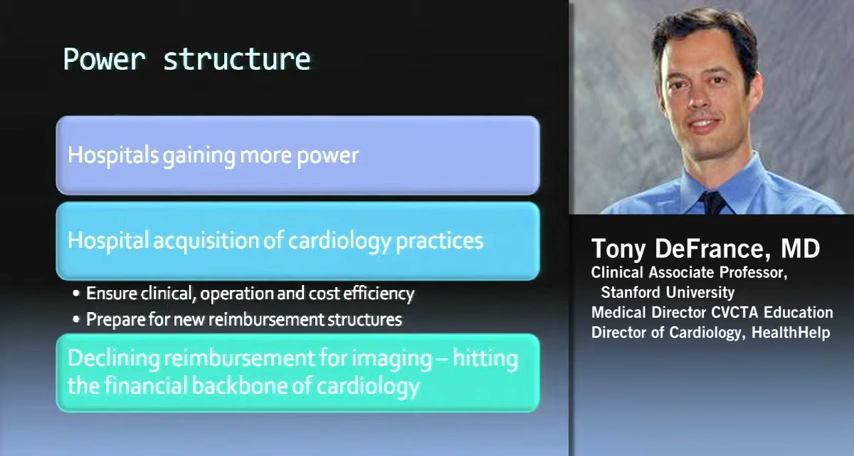 Power structure
Hospitals gaining more power
Hospital acquisition of cardiology practices
• Ensure clinical, operation and cost efficiency
• Prepare for new reimbursement structures
Declining reimbursement for imaging – hitting
the financial backbone of cardiology
Tony DeFrance, MD
Clinical Associate Professor,
Stanford University
Medical Director CVCTA Education
Director of Cardiology, HealthHelp